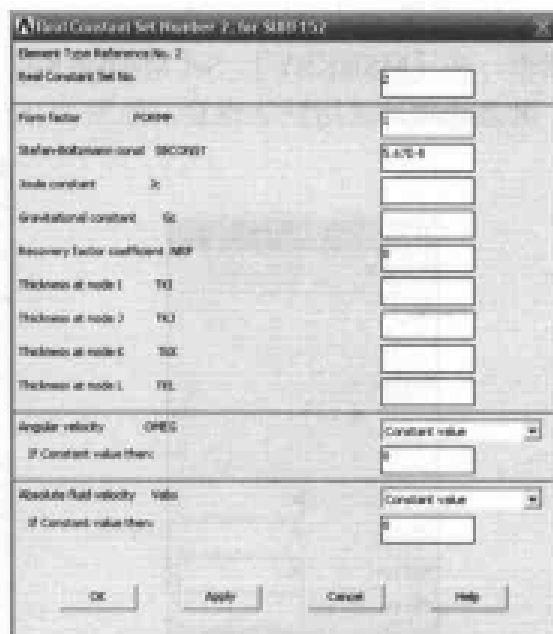 Real Constant Set Number 2, for SURF152
Element Type Reference No. 2
Real Constant Set No. 2
Form factor FORMF 1
Stefan-Boltzmann const SBCONST 5.67E-8
Joule constant Jc
Gravitational constant Gc
Recovery factor coefficient NRF 0
Thickness at node I TKI
Thickness at node J TKJ
Thickness at node K TKK
Thickness at node L TKL
Angular velocity OMEG Constant value
If Constant value then: 0
Absolute fluid velocity Vabs Constant value
If Constant value then: 0
OK Apply Cancel Help